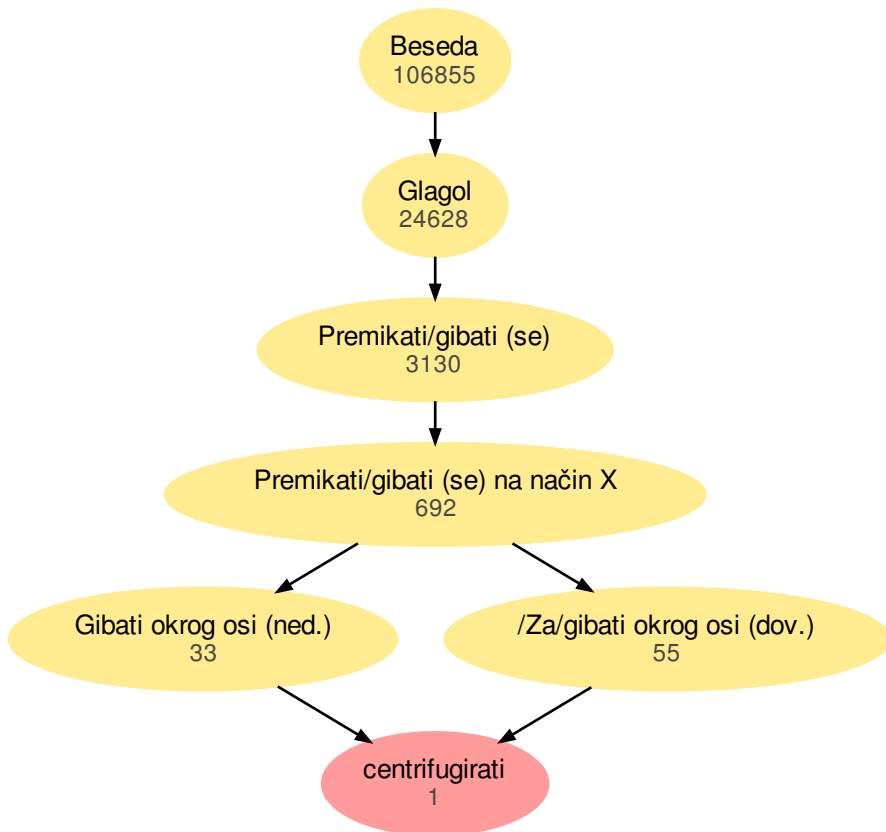 Beseda
106855
Glagol
24628
Premikati/gibati (se)
3130
Premikati/gibati (se) na način X
692
Gibati okrog osi (ned.)
33
/Za/gibati okrog osi (dov.)
55
centrifugirati
1